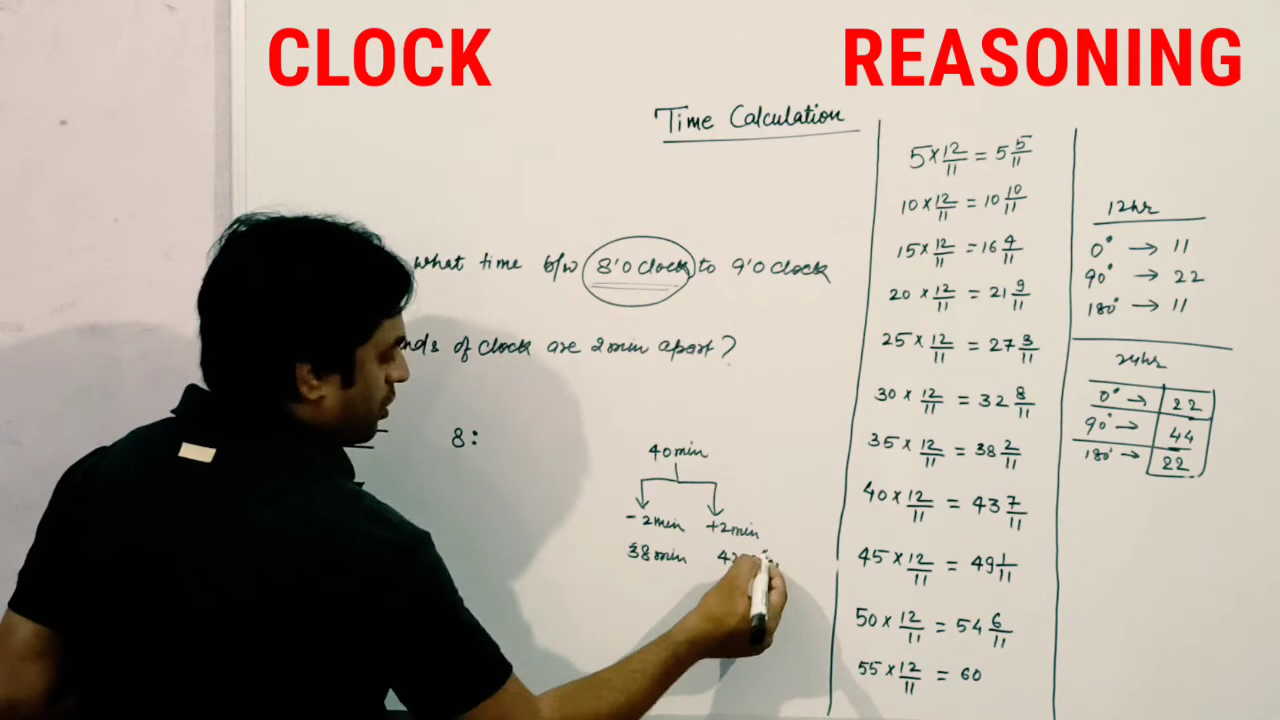 CLOCK REASONING
Time Calculation
what time b/w 8'0 clock to 9'0 clock
of clock are 2min apart?
8:
40min
-2min +2min
38min
5×12/11 = 5 5/11
10×12/11 = 10 10/11
15×12/11 = 16 4/11
20×12/11 = 21 9/11
25×12/11 = 27 3/11
30×12/11 = 32 8/11
35×12/11 = 38 2/11
40×12/11 = 43 7/11
45×12/11 = 49 1/11
50×12/11 = 54 6/11
55×12/11 = 60
12hr
0° → 11
90° → 22
180° → 11
24hr
0° → 22
90° → 44
180° → 22